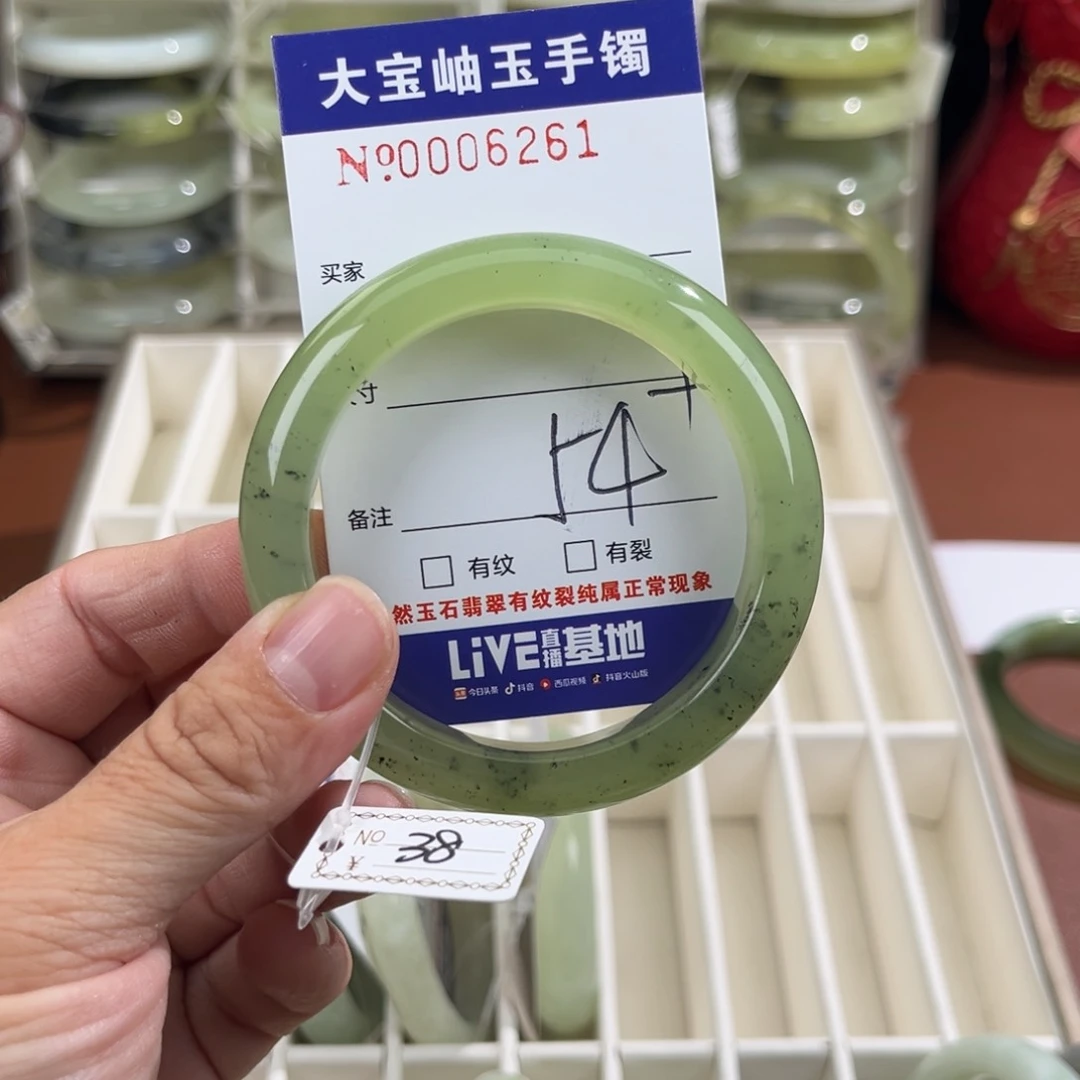 大宝岫玉手镯
Nº0006261
买家
寸
54+
备注
□ 有纹 □ 有裂
然玉石翡翠有纹裂纯属正常现象
LiVE直播基地
今日头条 抖音 西瓜视频 抖音火山版
NO 38